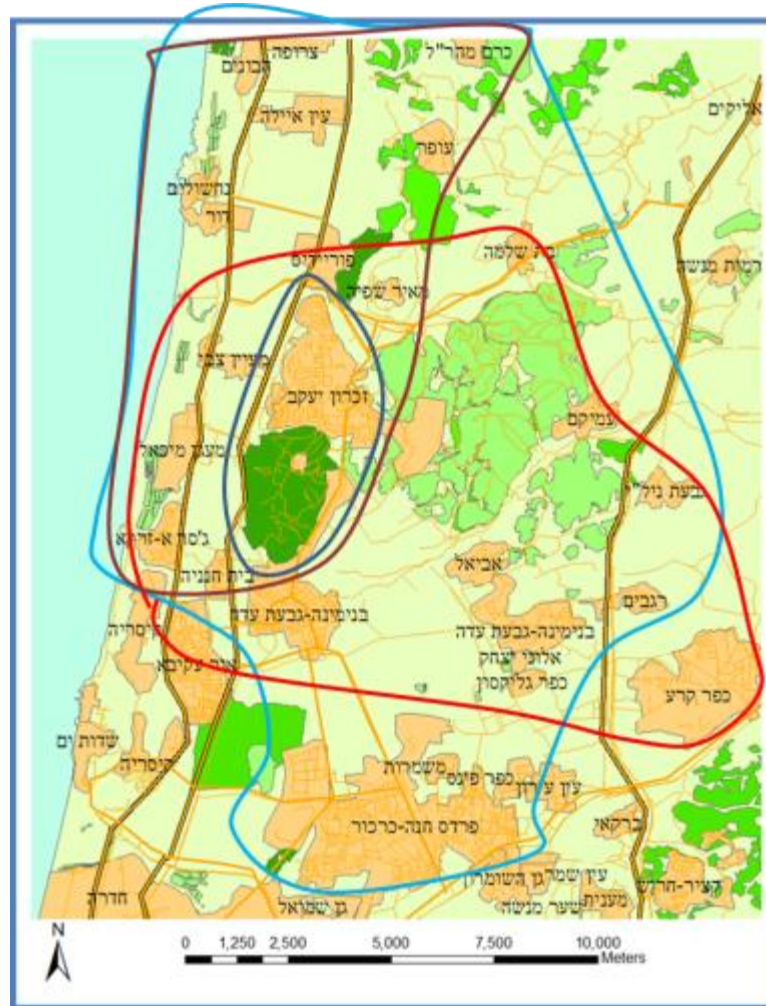 צרופה
כרם מהר"ל
הבונים
אליקים
עין איילה
עופר
נחשולים
דור
בת שלמה
פוריידיס
רמות מנשה
מאיר שפיה
מעיין צבי
זכרון יעקב
עמיקם
מעגן מיכאל
גבעת ניל"י
ג'סר א-זרקא
אביאל
בית חנניה
רגבים
בנימינה-גבעת עדה
בנימינה-גבעת עדה
קיסריה
אלוני יצחק
אור עקיבא
כפר גליקסון
כפר קרע
שדות ים
קיסריה
משמרות
כפר פינס
עין עירון
פרדס חנה-כרכור
ברקאי
עין שמר
גן השומרון
קציר-חריש
חדרה
מענית
גן שמואל
שער מנשה
N
0 1,250 2,500 5,000 7,500 10,000
Meters